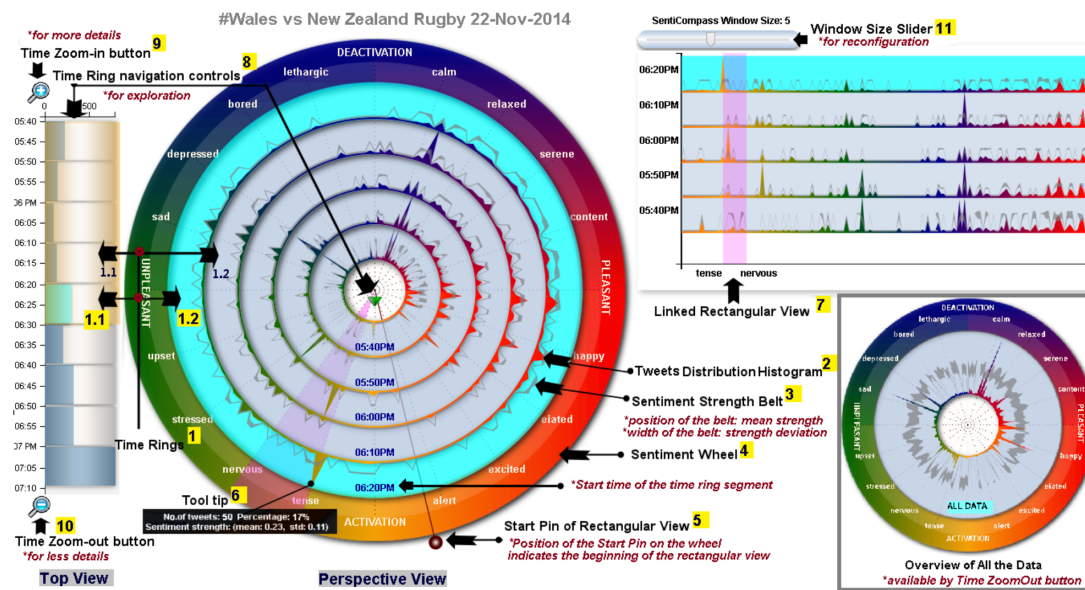 #Wales vs New Zealand Rugby 22-Nov-2014
*for more details
9
Time Zoom-in button
Time Ring navigation controls
8
*for exploration
0
500
05:40
05:50
05:55
06 PM
06:05
06:10
06:15
06:20
06:25
06:30
06:35
06:40
06:50
06:55
07 PM
07:05
07:10
1.1
1.2
1.1
1.2
Time Rings
1
10
Time Zoom-out button
*for less details
Top View
DEACTIVATION
lethargic
calm
bored
relaxed
depressed
serene
sad
content
UNPLEASANT
PLEASANT
upset
happy
stressed
elated
nervous
excited
tense
alert
ACTIVATION
05:40PM
05:50PM
06:00PM
06:10PM
06:20PM
Tool tip
6
No.of tweets: 50 Percentage: 17%
Sentiment strength: (mean: 0.23, std: 0.11)
Perspective View
SentiCompass Window Size: 5
Window Size Slider
11
*for reconfiguration
06:20PM
06:10PM
06:00PM
05:50PM
05:40PM
tense
nervous
Linked Rectangular View
7
Tweets Distribution Histogram
2
Sentiment Strength Belt
3
*position of the belt: mean strength
*width of the belt: strength deviation
Sentiment Wheel
4
*Start time of the time ring segment
Start Pin of Rectangular View
5
*Position of the Start Pin on the wheel
indicates the beginning of the rectangular view
DEACTIVATION
lethargic
calm
bored
relaxed
depressed
serene
sad
content
UNPLEASANT
PLEASANT
upset
happy
stressed
elated
nervous
excited
tense
alert
ACTIVATION
ALL DATA
Overview of All the Data
*available by Time ZoomOut button